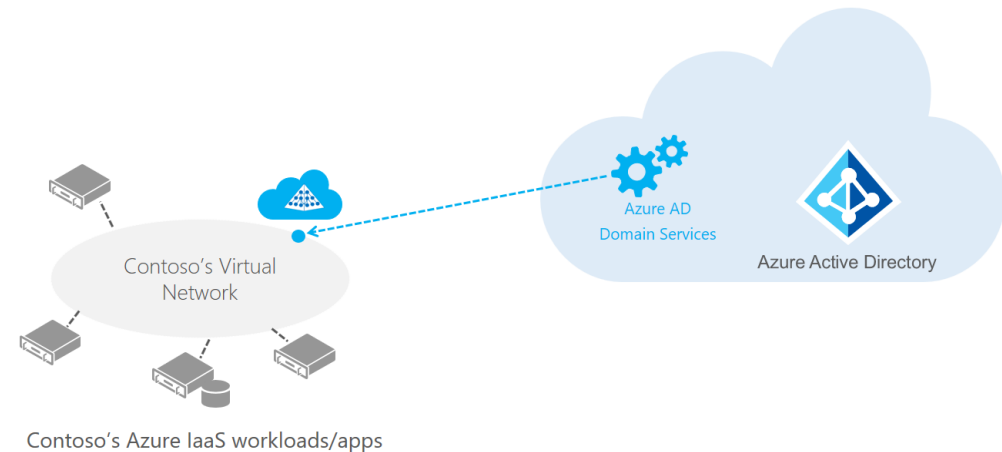 Azure AD
Domain Services
Azure Active Directory
Contoso’s Virtual
Network
Contoso’s Azure IaaS workloads/apps